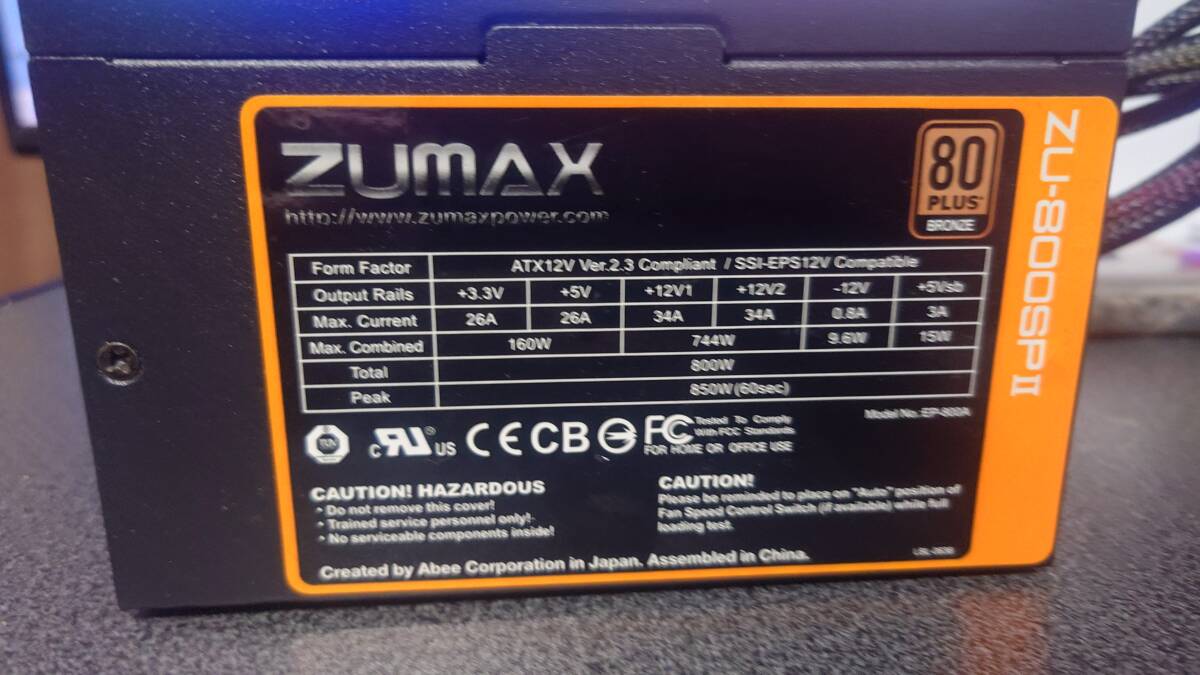 ZUMAX
http://www.zumaxpower.com
80
PLUS
BRONZE
ZU-800SPII
Form Factor ATX12V Ver.2.3 Compliant / SSI-EPS12V Compatible
Output Rails +3.3V +5V +12V1 +12V2 -12V +5Vsb
Max. Current 26A 26A 34A 34A 0.8A 3A
Max. Combined 160W 744W 9.6W 15W
Total 800W
Peak 850W(60sec)
Model No. EP-800A
c RU ® US CE CB FC Tested To Comply
With FCC Standards
FOR HOME OR OFFICE USE
CAUTION! HAZARDOUS
・Do not remove this cover!
・Trained service personnel only!
・No serviceable components inside!
CAUTION!
Please be reminded to place on "Auto" position of
Fan Speed Control Switch (if available) while full
loading test.
Created by Abee Corporation in Japan. Assembled in China.